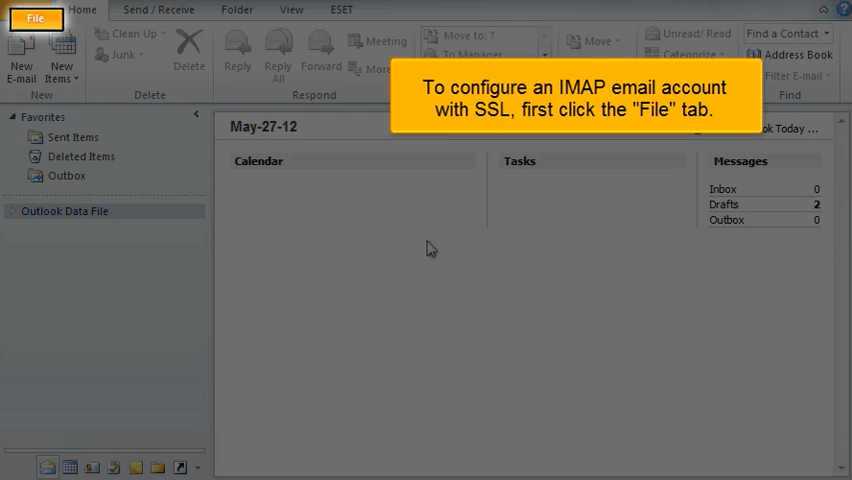 File
Home
Send / Receive
Folder
View
ESET
New
E-mail
New
Items
New
Clean Up
Junk
Delete
Delete
Reply
Reply
All
Forward
Meeting
More
Respond
Move to: ?
To Manager
Move
Unread/ Read
Categorize
Find a Contact
Address Book
Filter E-mail
Find
To configure an IMAP email account
with SSL, first click the "File" tab.
Favorites
Sent Items
Deleted Items
Outbox
Outlook Data File
May-27-12
Calendar
Tasks
Messages
Inbox 0
Drafts 2
Outbox 0